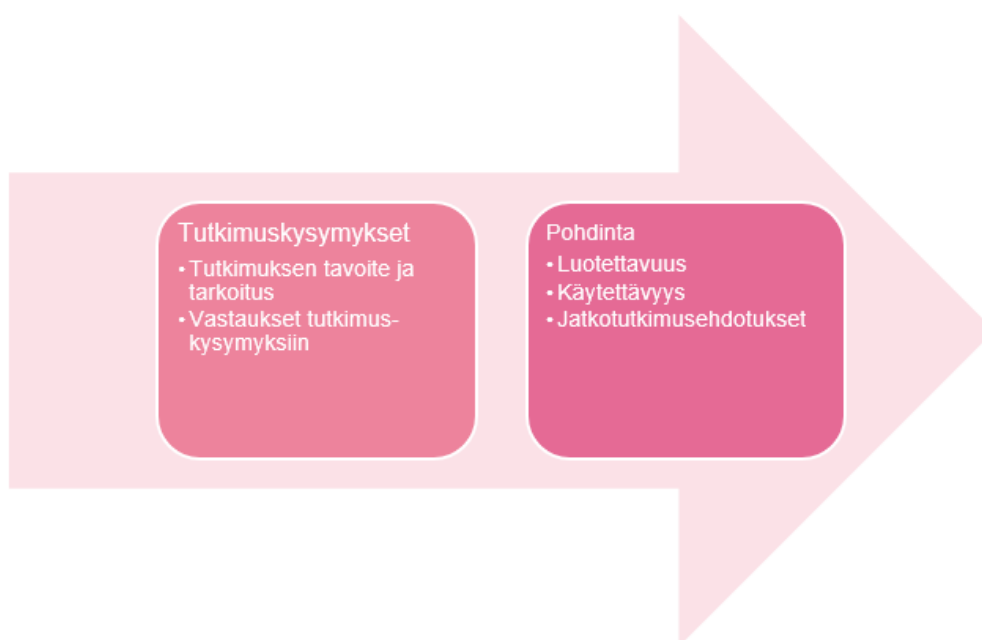 Tutkimuskysymykset
• Tutkimuksen tavoite ja
tarkoitus
• Vastaukset tutkimus-
kysymyksiin
Pohdinta
• Luotettavuus
• Käytettävyys
• Jatkotutkimusehdotukset